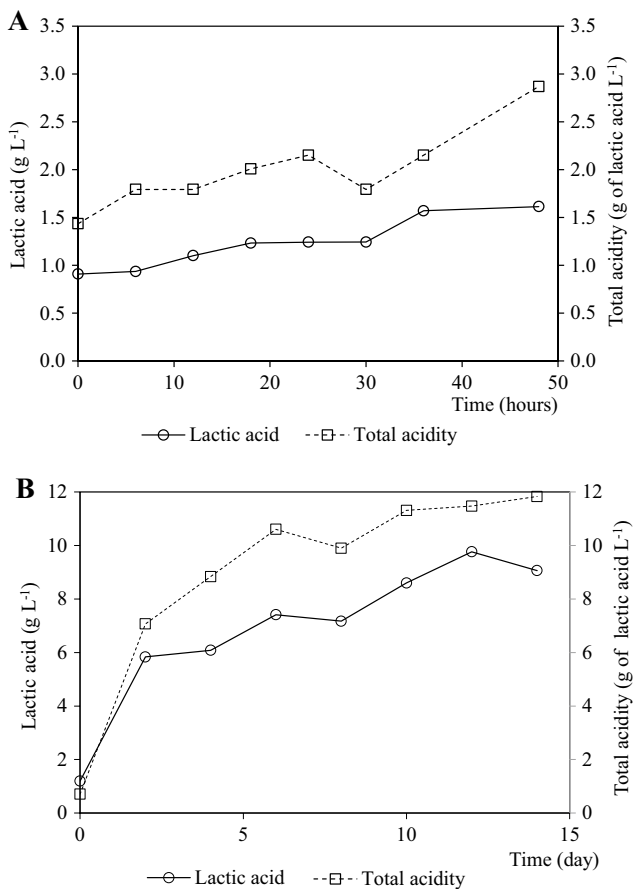 A
3.5 3.5
3.0 3.0
2.5 2.5
2.0 2.0
1.5 1.5
1.0 1.0
0.5 0.5
0.0 0.0
0 10 20 30 40 50
Lactic acid (g L-1)
Total acidity (g of lactic acid L-1)
Time (hours)
Lactic acid Total acidity
B
12 12
10 10
8 8
6 6
4 4
2 2
0 0
0 5 10 15
Lactic acid (g L-1)
Total acidity (g of lactic acid L-1)
Time (day)
Lactic acid Total acidity